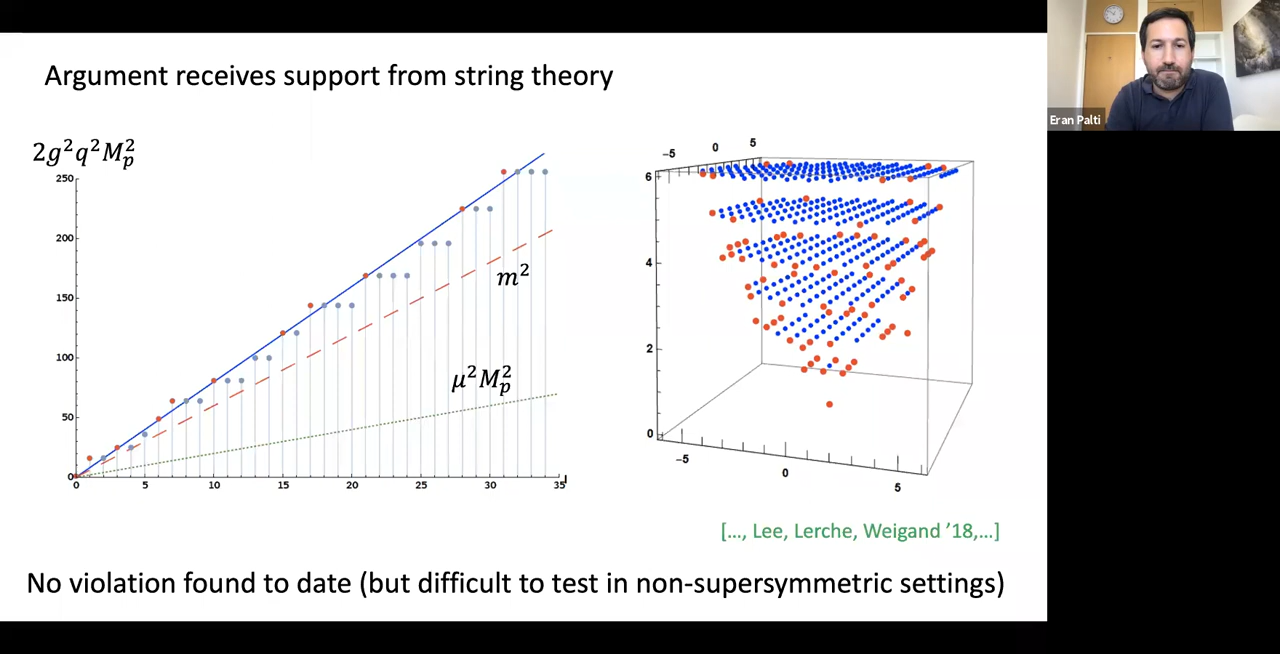 Argument receives support from string theory
2g²q²Mₚ²
250
200
150
100
50
0
0 5 10 15 20 25 30 35
m²
μ²Mₚ²
-5 0 5
6
4
2
0
-5 0 5
[…, Lee, Lerche, Weigand ’18,…]
No violation found to date (but difficult to test in non-supersymmetric settings)
Eran Palti